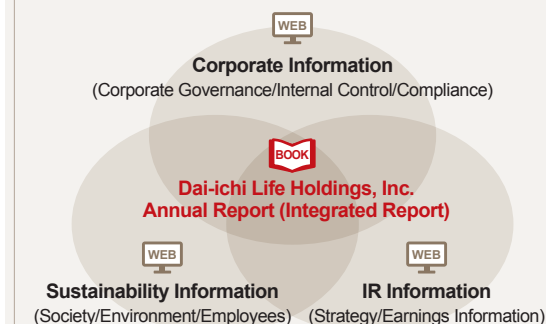 WEB
Corporate Information
(Corporate Governance/Internal Control/Compliance)
BOOK
Dai-ichi Life Holdings, Inc.
Annual Report (Integrated Report)
WEB
Sustainability Information
(Society/Environment/Employees)
WEB
IR Information
(Strategy/Earnings Information)